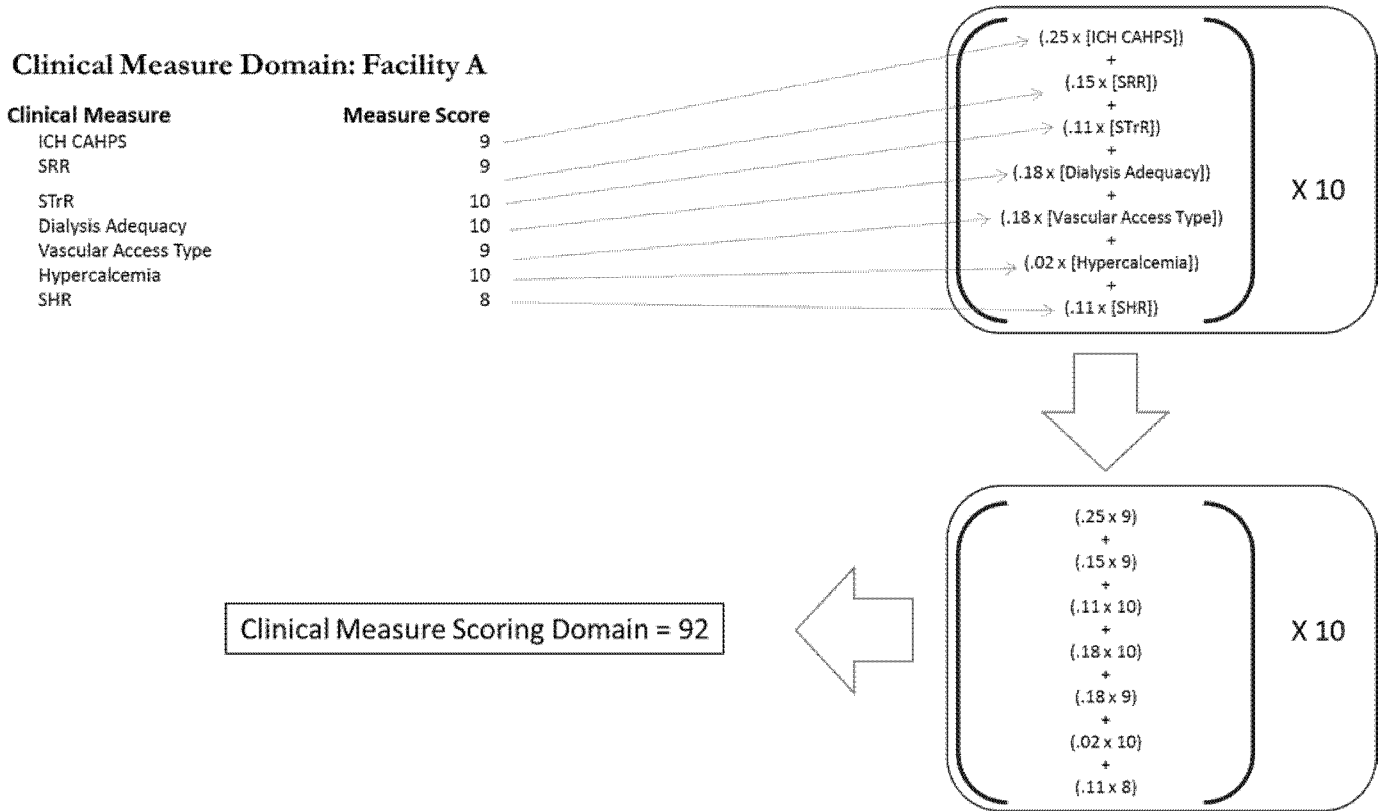 Clinical Measure Domain: Facility A
Clinical Measure Measure Score
ICH CAHPS 9
SRR 9
STrR 10
Dialysis Adequacy 10
Vascular Access Type 9
Hypercalcemia 10
SHR 8
(.25 x [ICH CAHPS])
+
(.15 x [SRR])
+
(.11 x [STrR])
+
(.18 x [Dialysis Adequacy])
+
(.18 x [Vascular Access Type])
+
(.02 x [Hypercalcemia])
+
(.11 x [SHR])
X 10
(.25 x 9)
+
(.15 x 9)
+
(.11 x 10)
+
(.18 x 10)
+
(.18 x 9)
+
(.02 x 10)
+
(.11 x 8)
X 10
Clinical Measure Scoring Domain = 92